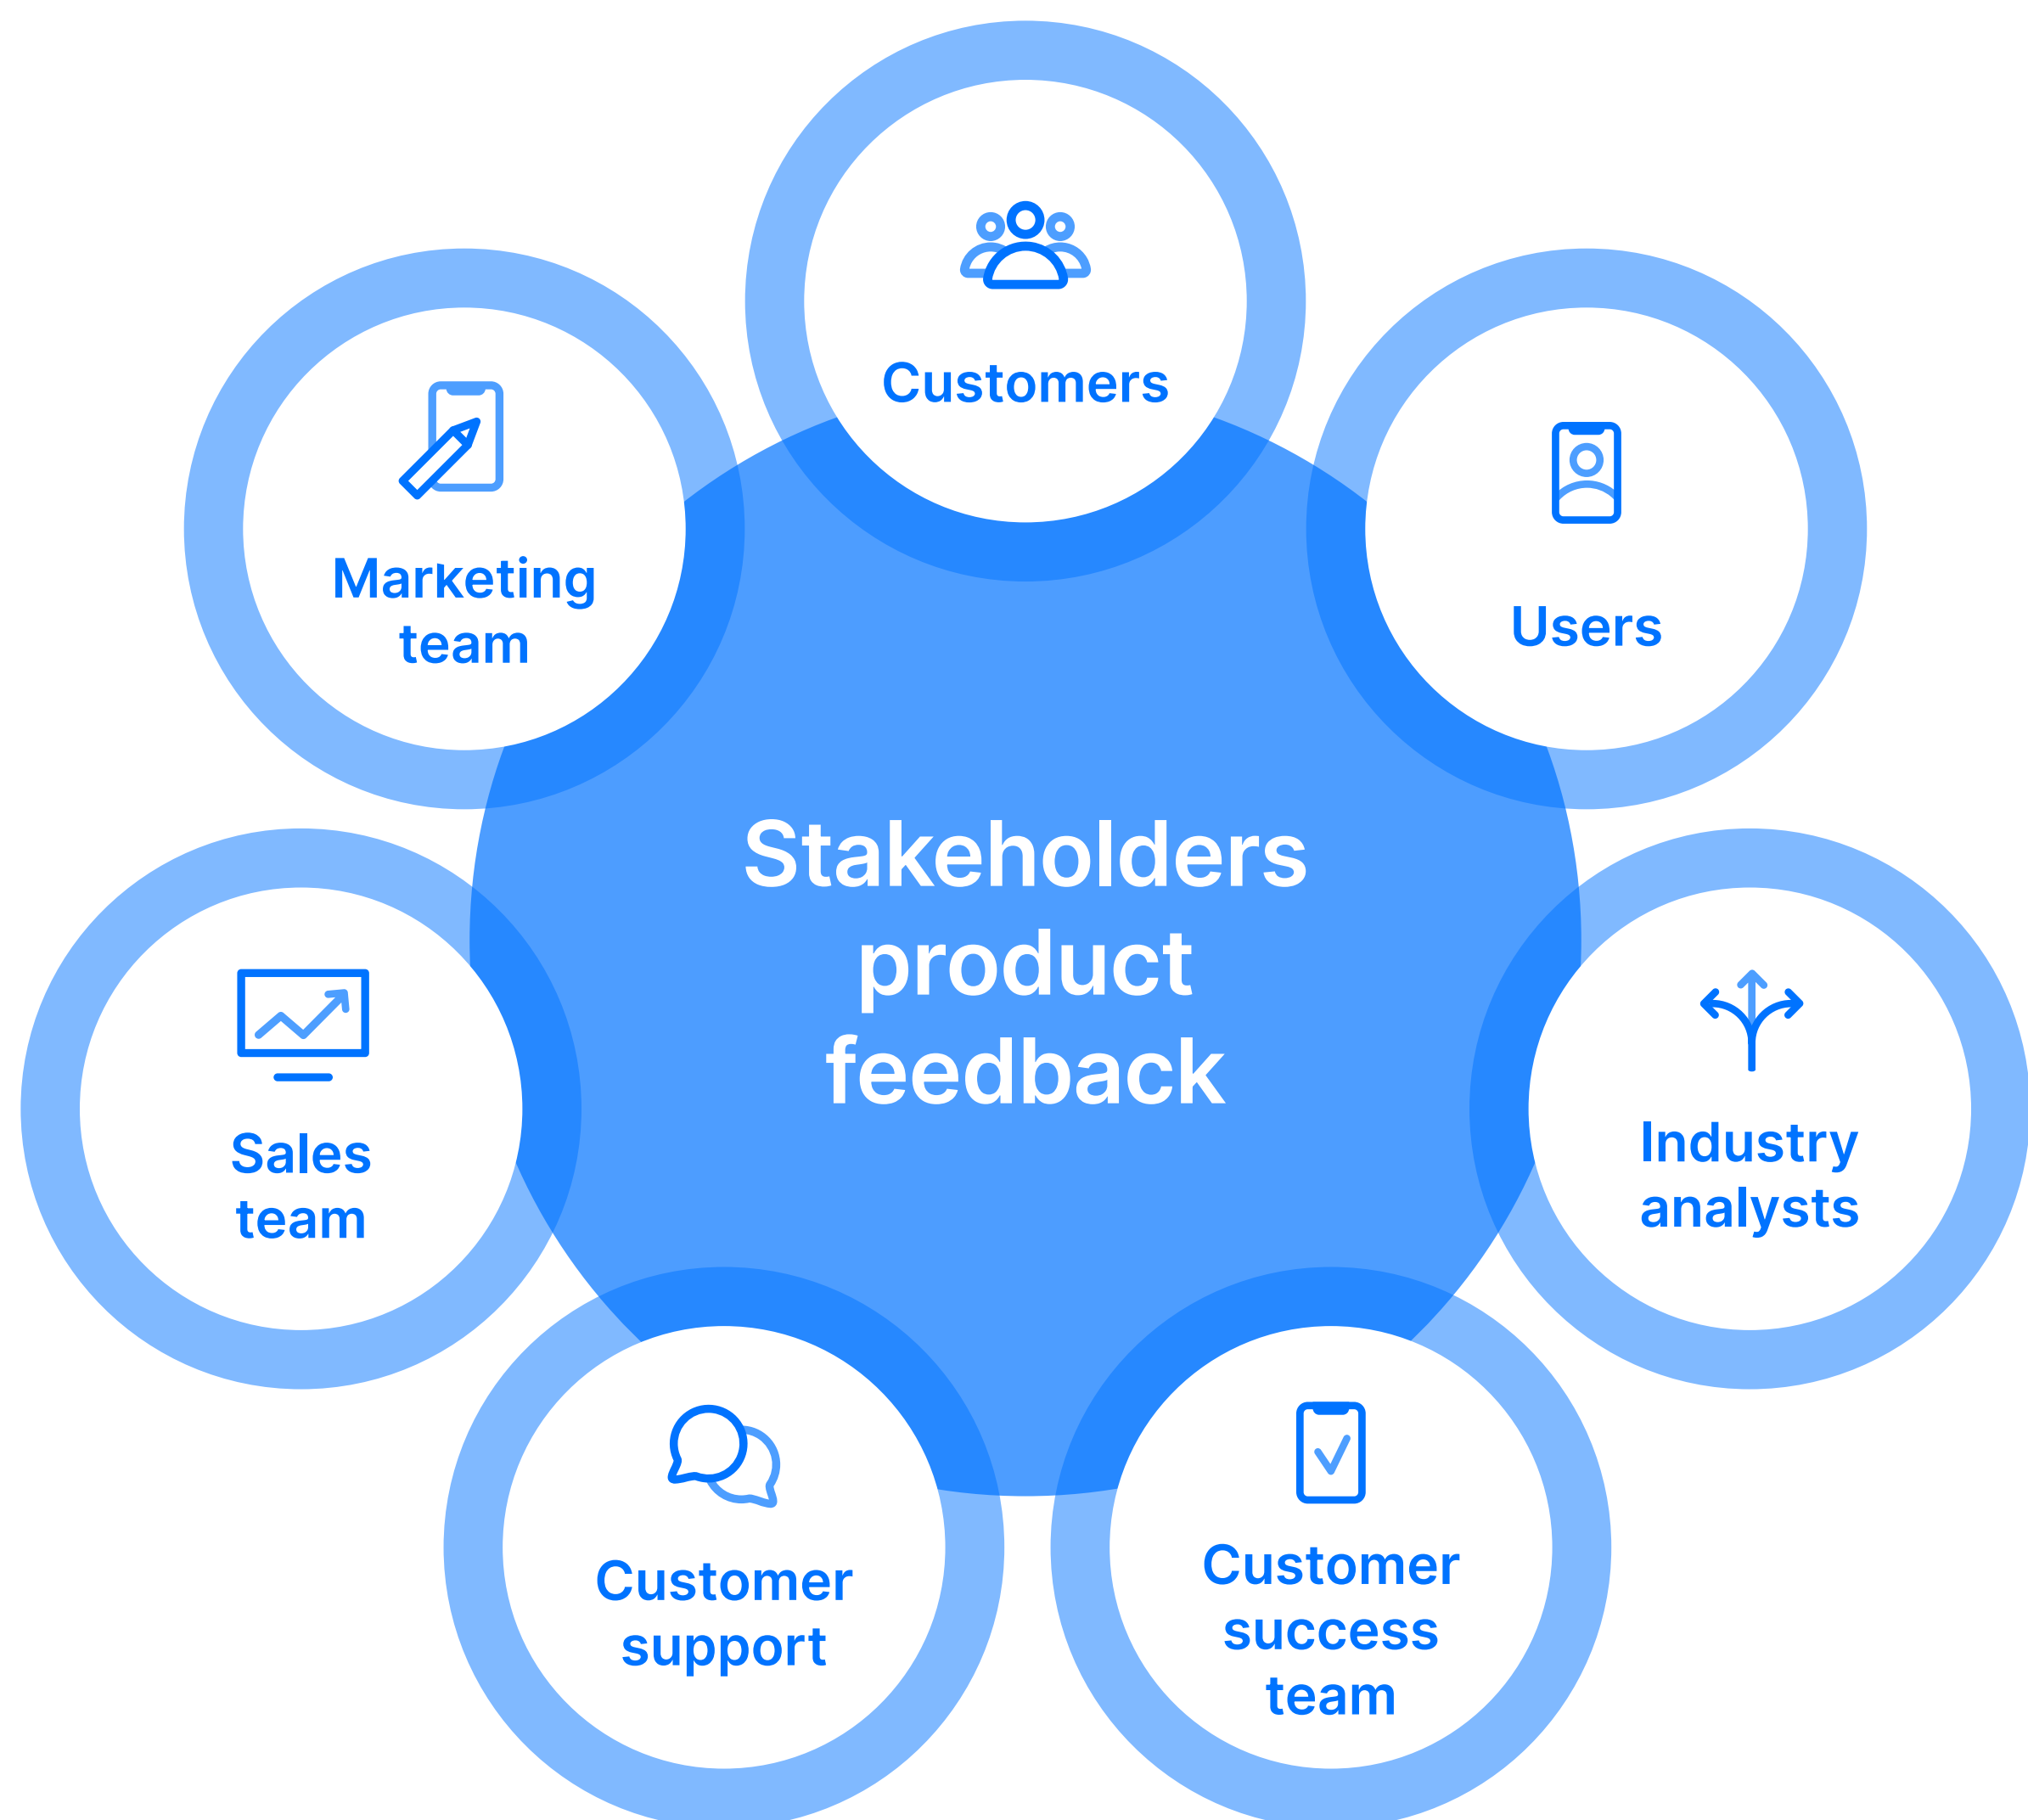 Customers
Marketing
team
Users
Stakeholders
product
feedback
Sales
team
Industry
analysts
Customer
support
Customer
success
team